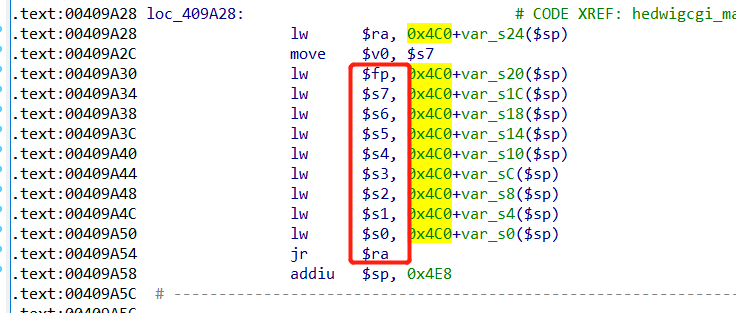 .text:00409A28 loc_409A28: # CODE XREF: hedwigcgi_ma
.text:00409A28 lw $ra, 0x4C0+var_s24($sp)
.text:00409A2C move $v0, $s7
.text:00409A30 lw $fp, 0x4C0+var_s20($sp)
.text:00409A34 lw $s7, 0x4C0+var_s1C($sp)
.text:00409A38 lw $s6, 0x4C0+var_s18($sp)
.text:00409A3C lw $s5, 0x4C0+var_s14($sp)
.text:00409A40 lw $s4, 0x4C0+var_s10($sp)
.text:00409A44 lw $s3, 0x4C0+var_sC($sp)
.text:00409A48 lw $s2, 0x4C0+var_s8($sp)
.text:00409A4C lw $s1, 0x4C0+var_s4($sp)
.text:00409A50 lw $s0, 0x4C0+var_s0($sp)
.text:00409A54 jr $ra
.text:00409A58 addiu $sp, 0x4E8
.text:00409A5C # ---------------------------------------------------------------